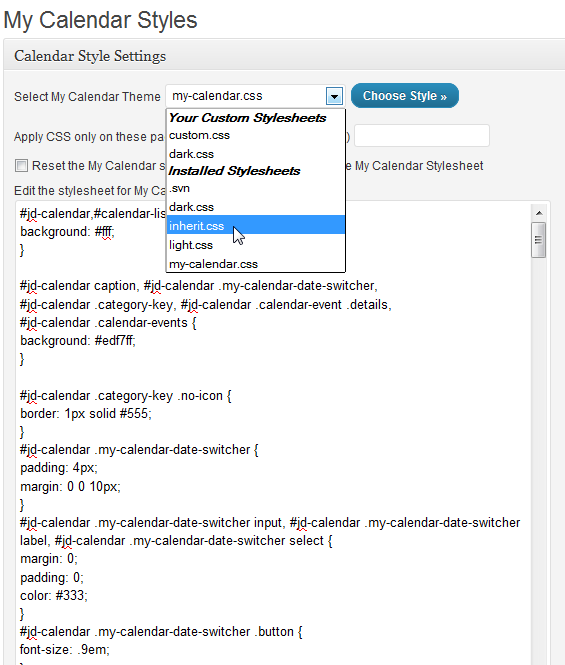 My Calendar Styles
Calendar Style Settings
Select My Calendar Theme my-calendar.css Choose Style »
Your Custom Stylesheets
custom.css
dark.css
Installed Stylesheets
.svn
dark.css
inherit.css
light.css
my-calendar.css
Apply CSS only on these pa )
Reset the My Calendar s e My Calendar Stylesheet
Edit the stylesheet for My Ca
#jd-calendar,#calendar-lis
background: #fff;
}
#jd-calendar caption, #jd-calendar .my-calendar-date-switcher,
#jd-calendar .category-key, #jd-calendar .calendar-event .details,
#jd-calendar .calendar-events {
background: #edf7ff;
}
#jd-calendar .category-key .no-icon {
border: 1px solid #555;
}
#jd-calendar .my-calendar-date-switcher {
padding: 4px;
margin: 0 0 10px;
}
#jd-calendar .my-calendar-date-switcher input, #jd-calendar .my-calendar-date-switcher
label, #jd-calendar .my-calendar-date-switcher select {
margin: 0;
padding: 0;
color: #333;
}
#jd-calendar .my-calendar-date-switcher .button {
font-size: .9em;